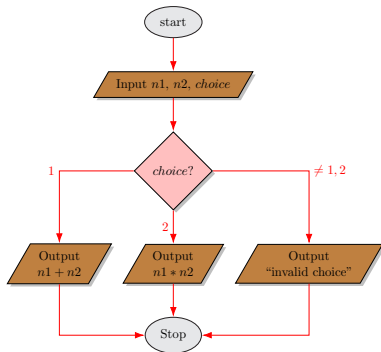 start
Input n1, n2, choice
choice?
1
≠ 1, 2
2
Output
n1 + n2
Output
n1 ∗ n2
Output
“invalid choice”
Stop